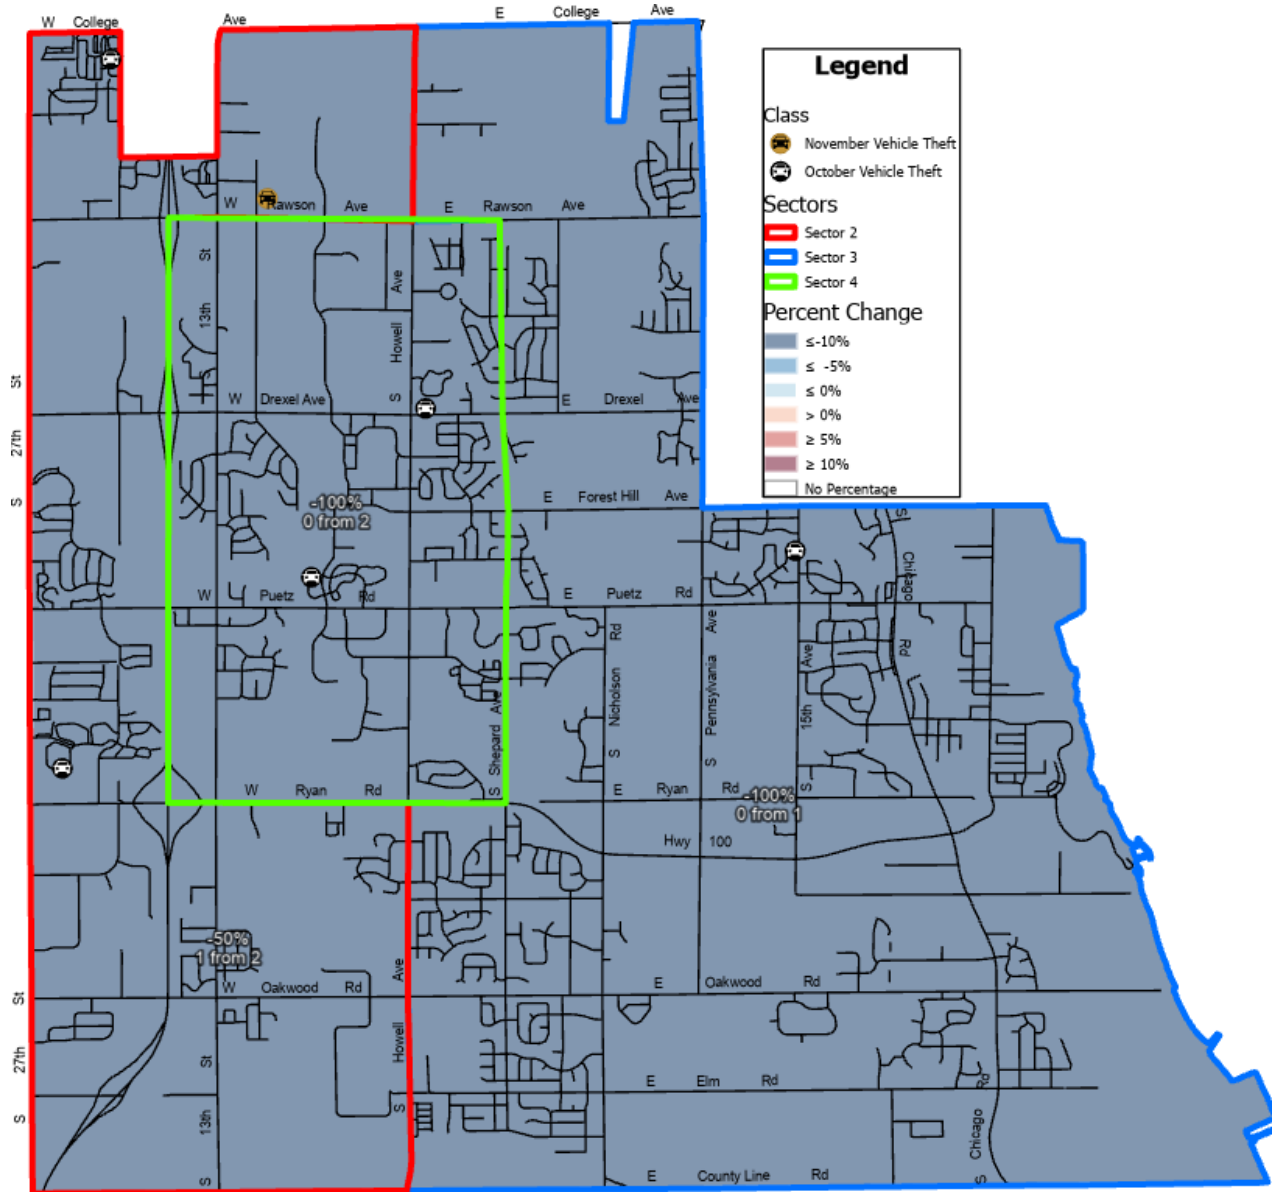 W College Ave
E College Ave
Legend
Class
November Vehicle Theft
October Vehicle Theft
Sectors
Sector 2
Sector 3
Sector 4
Percent Change
≤-10%
≤ -5%
≤ 0%
> 0%
≥ 5%
≥ 10%
No Percentage
W Rawson Ave
E Rawson Ave
13th St
S Howell Ave
S 27th St
W Drexel Ave
E Drexel Ave
E Forest Hill Ave
-100%
0 from 2
S Chicago Rd
W Puetz Rd
E Puetz Rd
S Nicholson Rd
S Pennsylvania Ave
S 15th Ave
S Shepard Ave
W Ryan Rd
E Ryan Rd
-100%
0 from 1
Hwy 100
-50%
1 from 2
W Oakwood Rd
E Oakwood Rd
S 27th St
S 13th St
S Howell Ave
E Elm Rd
S Chicago Rd
E County Line Rd